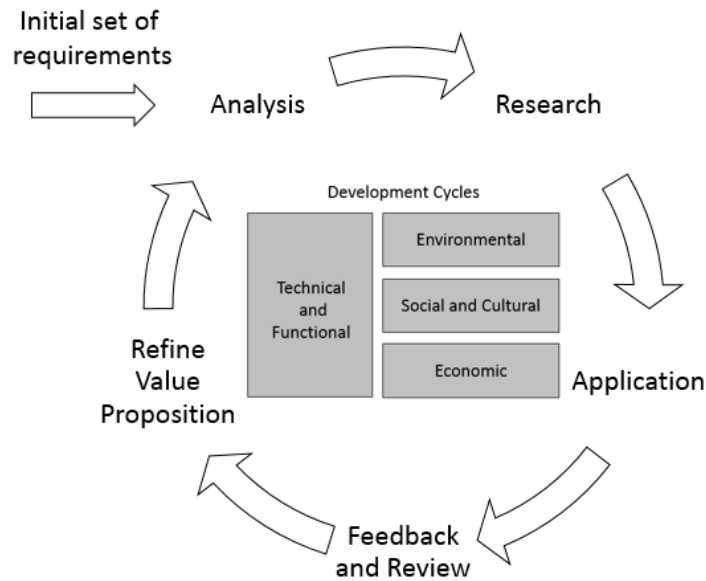 Initial set of
requirements
Analysis
Research
Development Cycles
Technical
and
Functional
Environmental
Social and Cultural
Economic
Refine
Value
Proposition
Application
Feedback
and Review